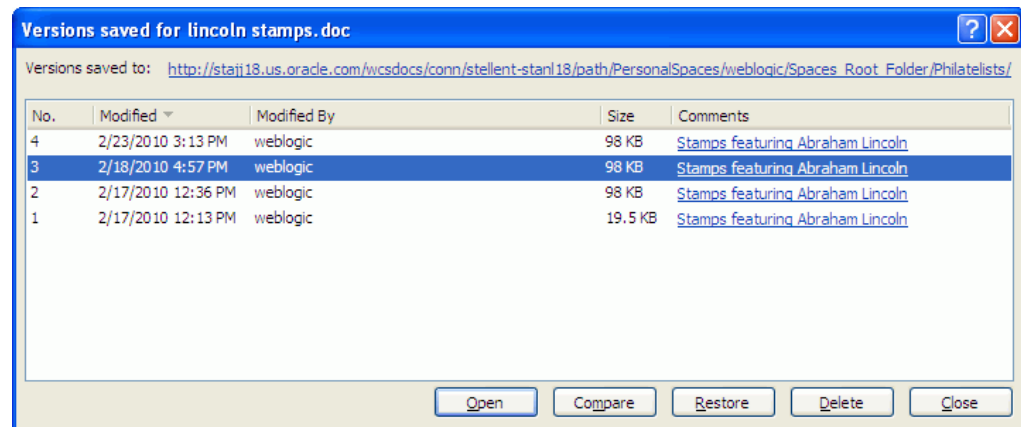 Versions saved for lincoln stamps.doc
Versions saved to: http://stajj18.us.oracle.com/wcsdocs/conn/stellent-stanl18/path/PersonalSpaces/weblogic/Spaces_Root_Folder/Philatelists/
No. Modified Modified By Size Comments
4 2/23/2010 3:13 PM weblogic 98 KB Stamps featuring Abraham Lincoln
3 2/18/2010 4:57 PM weblogic 98 KB Stamps featuring Abraham Lincoln
2 2/17/2010 12:36 PM weblogic 98 KB Stamps featuring Abraham Lincoln
1 2/17/2010 12:13 PM weblogic 19.5 KB Stamps featuring Abraham Lincoln
Open Compare Restore Delete Close